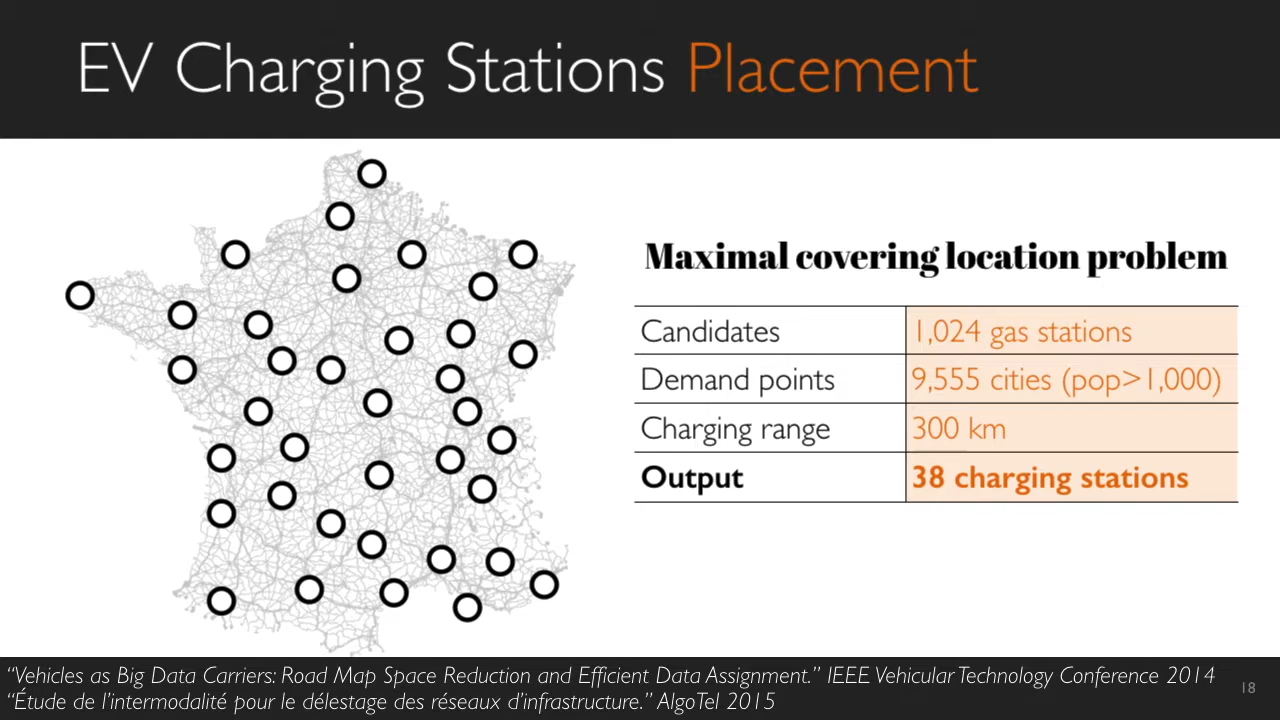 EV Charging Stations Placement
Maximal covering location problem
Candidates 1,024 gas stations
Demand points 9,555 cities (pop>1,000)
Charging range 300 km
Output 38 charging stations
“Vehicles as Big Data Carriers: Road Map Space Reduction and Efficient Data Assignment.” IEEE Vehicular Technology Conference 2014
“Étude de l’intermodalité pour le délestage des réseaux d’infrastructure.” AlgoTel 2015
18